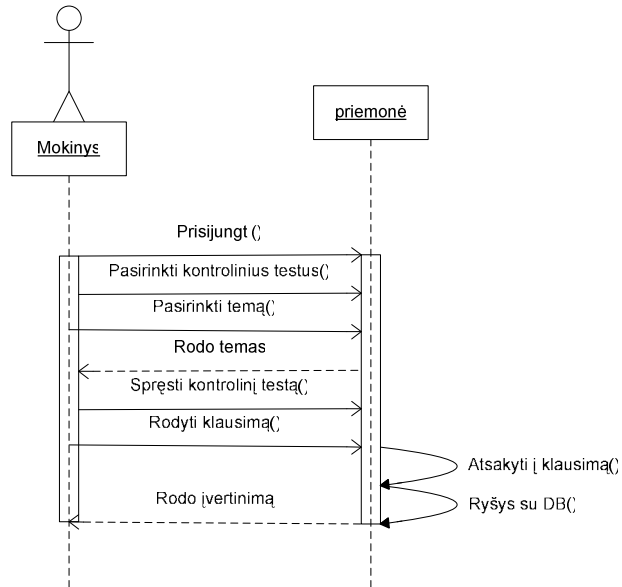 priemonė
Mokinys
Prisijungt ()
Pasirinkti kontrolinius testus()
Pasirinkti temą()
Rodo temas
Spręsti kontrolinį testą()
Rodyti klausimą()
Atsakyti į klausimą()
Rodo įvertinimą
Ryšys su DB()